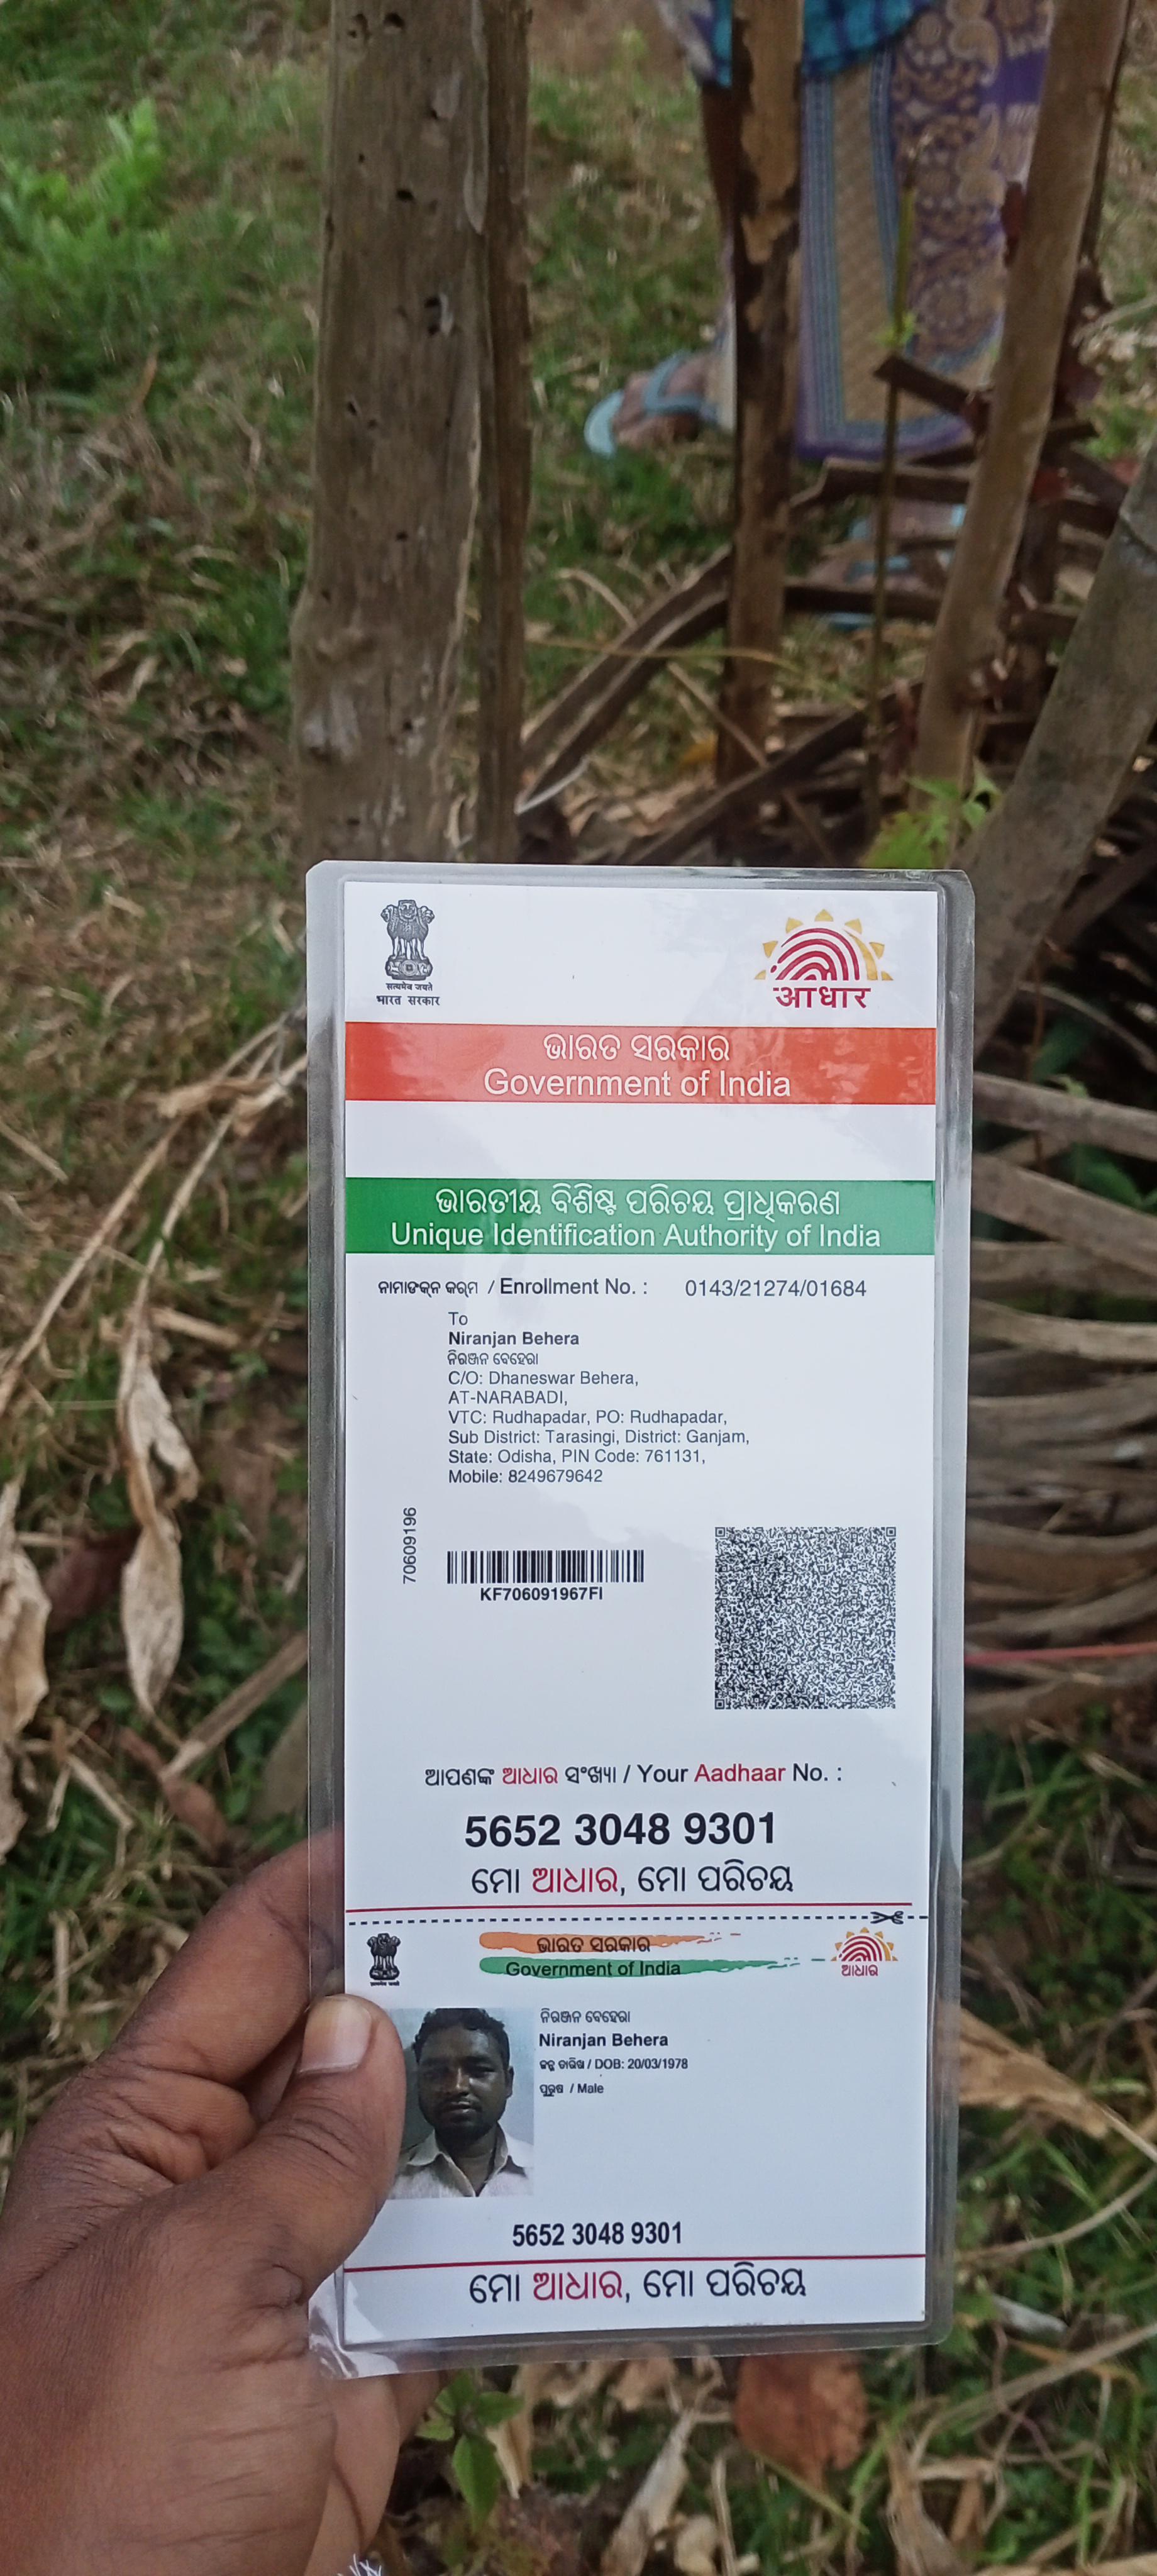 सत्यमेव जयते
भारत सरकार
आधार
ଭାରତ ସରକାର
Government of India
ଭାରତୀୟ ବିଶିଷ୍ଟ ପରିଚୟ ପ୍ରାଧିକରଣ
Unique Identification Authority of India
ନାମାଙକ୍ନ କର୍ମ / Enrollment No. : 0143/21274/01684
To
Niranjan Behera
ନିରଞ୍ଜନ ବେହେରା
C/O: Dhaneswar Behera,
AT-NARABADI,
VTC: Rudhapadar, PO: Rudhapadar,
Sub District: Tarasingi, District: Ganjam,
State: Odisha, PIN Code: 761131,
Mobile: 8249679642
70609196
KF706091967FI
ଆପଣଙ୍କ ଆଧାର ସଂଖ୍ୟା / Your Aadhaar No. :
5652 3048 9301
ମୋ ଆଧାର, ମୋ ପରିଚୟ
ଭାରତ ସରକାର
Government of India
ଆଧାର
ନିରଞ୍ଜନ ବେହେରା
Niranjan Behera
ଜନ୍ମ ତାରିଖ / DOB: 20/03/1978
ପୁରୁଷ / Male
5652 3048 9301
ମୋ ଆଧାର, ମୋ ପରିଚୟ